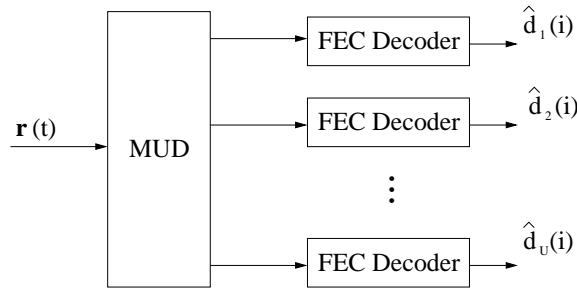 FEC Decoder
d̂₁(i)
r (t)
MUD
FEC Decoder
d̂₂(i)
FEC Decoder
d̂ᵤ(i)